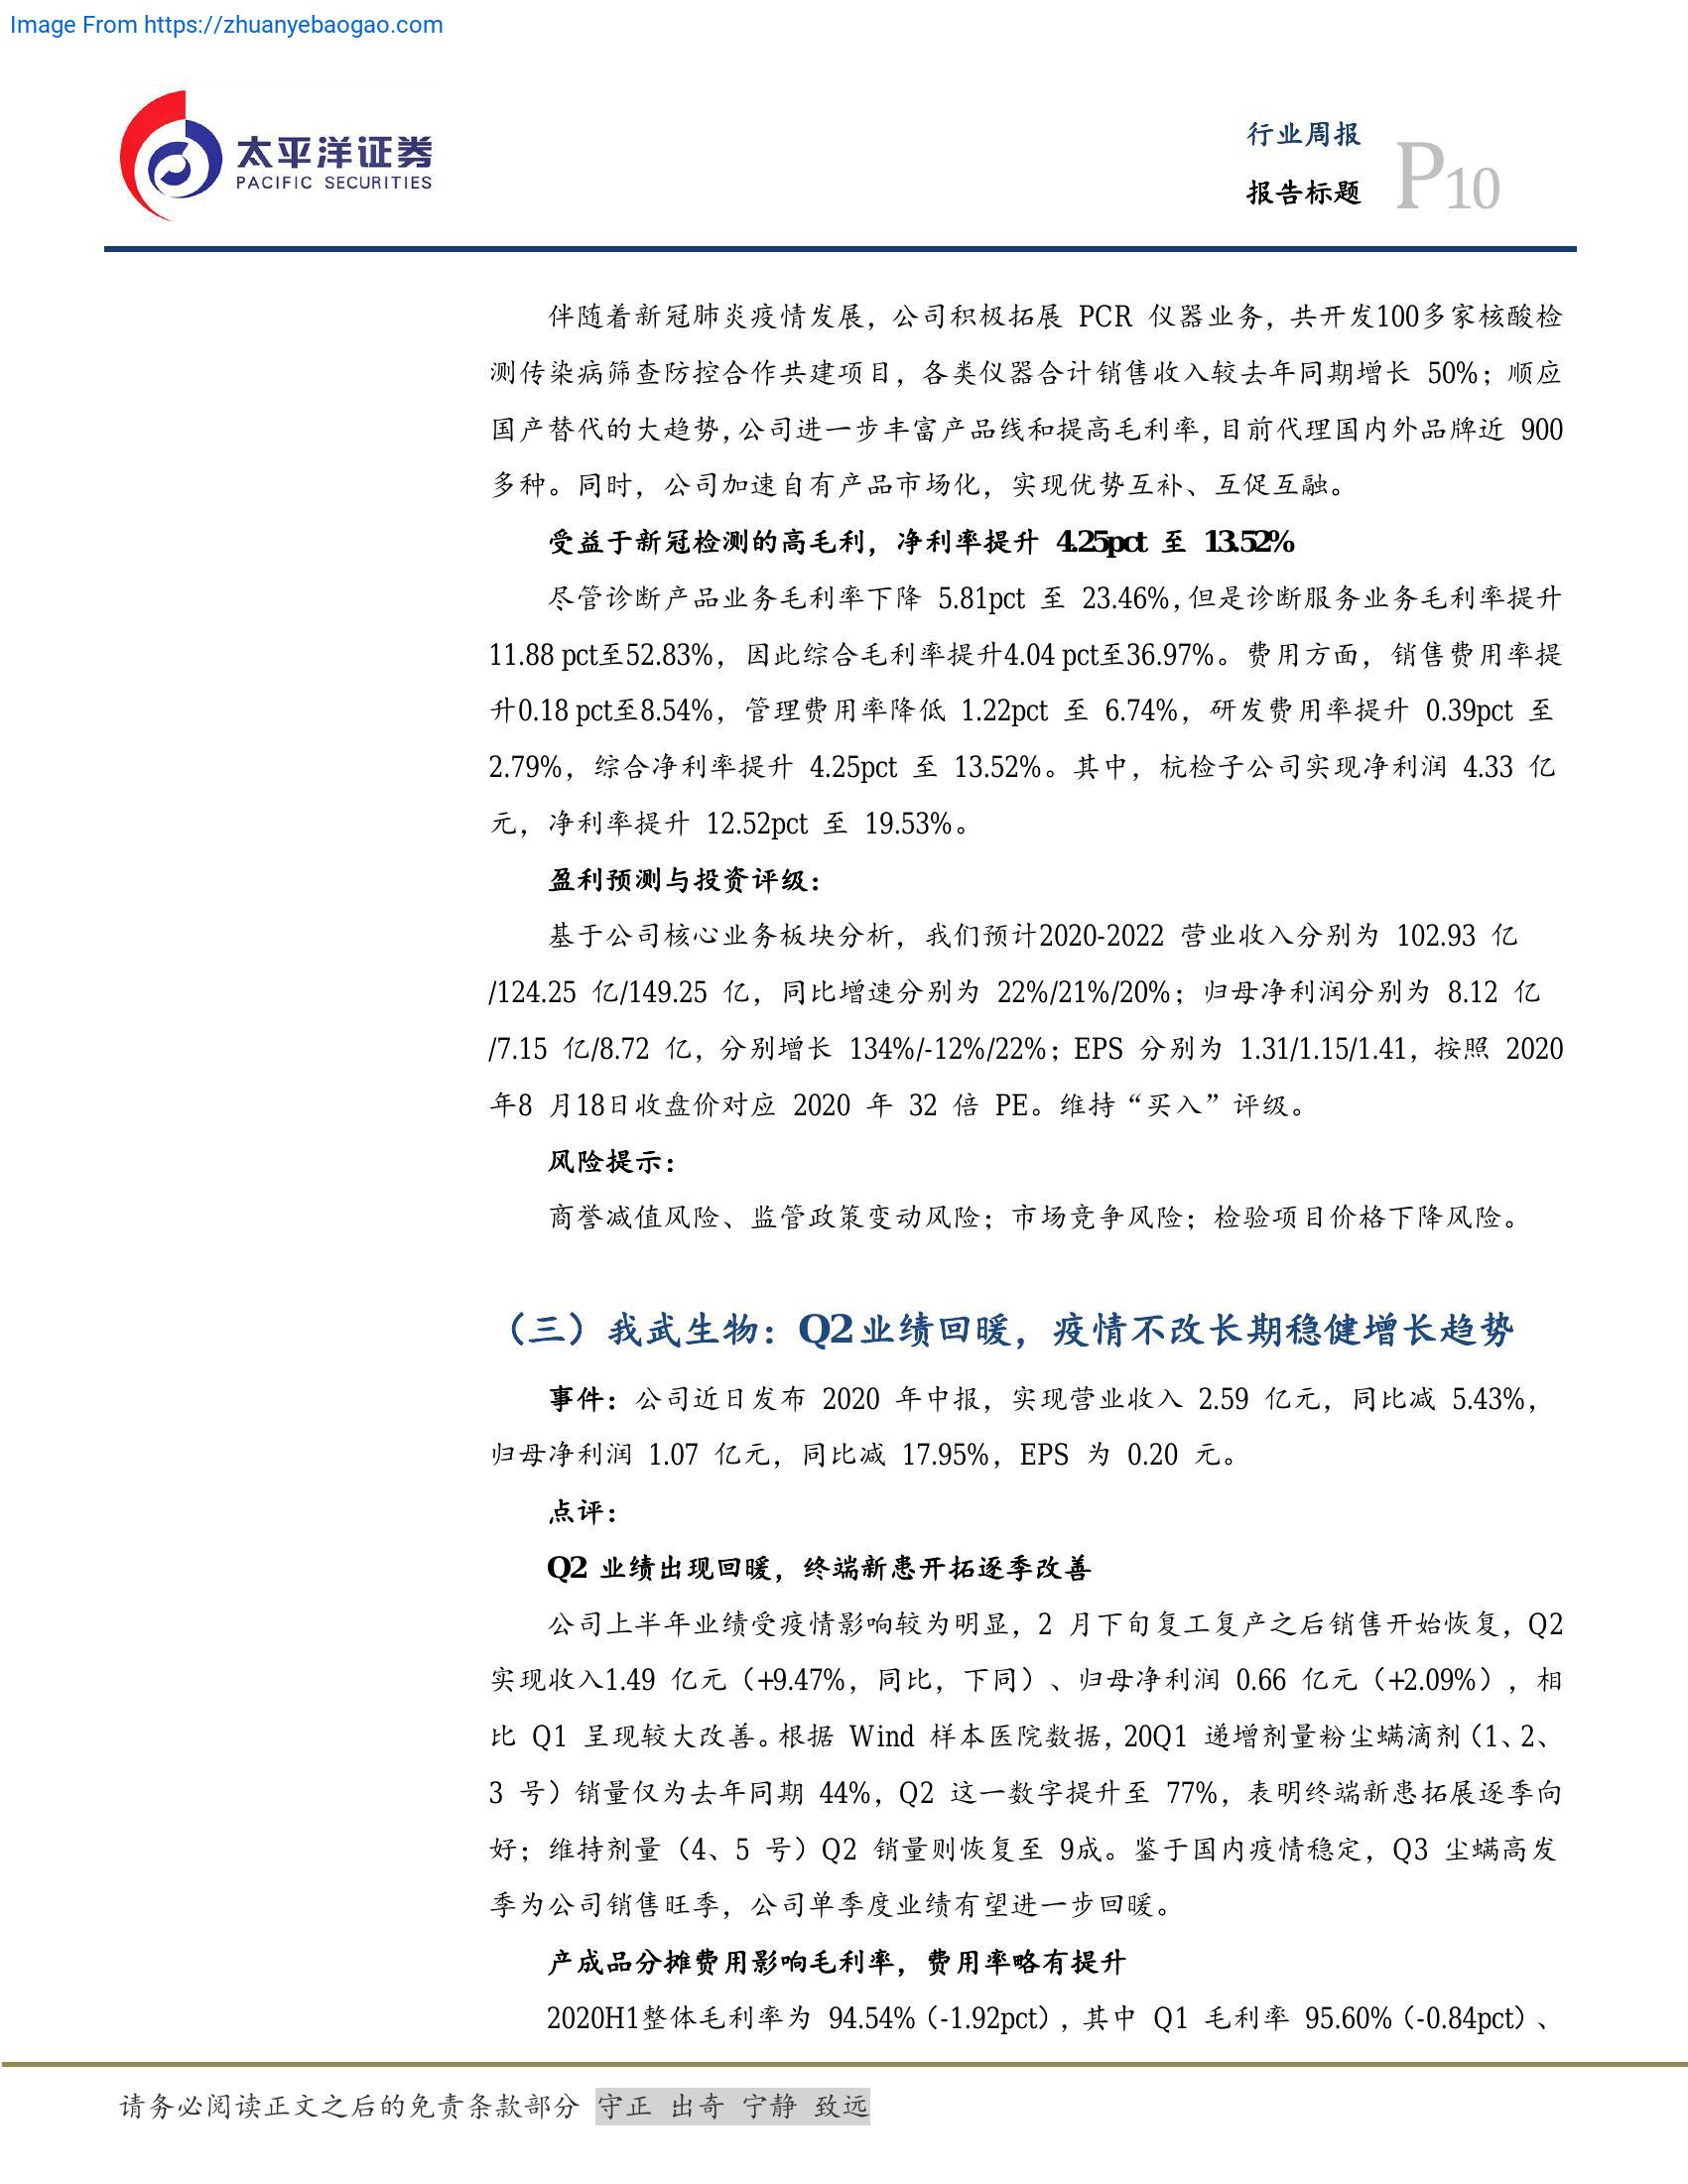 Image From https://zhuanyebaogao.com
太平洋证券
PACIFIC SECURITIES
行业周报
报告标题
P10
伴随着新冠肺炎疫情发展，公司积极拓展 PCR 仪器业务，共开发100多家核酸检
测传染病筛查防控合作共建项目，各类仪器合计销售收入较去年同期增长 50%；顺应
国产替代的大趋势，公司进一步丰富产品线和提高毛利率，目前代理国内外品牌近 900
多种。同时，公司加速自有产品市场化，实现优势互补、互促互融。
受益于新冠检测的高毛利，净利率提升 4.25pct 至 13.52%
尽管诊断产品业务毛利率下降 5.81pct 至 23.46%，但是诊断服务业务毛利率提升
11.88 pct至52.83%，因此综合毛利率提升4.04 pct至36.97%。费用方面，销售费用率提
升0.18 pct至8.54%，管理费用率降低 1.22pct 至 6.74%，研发费用率提升 0.39pct 至
2.79%，综合净利率提升 4.25pct 至 13.52%。其中，杭检子公司实现净利润 4.33 亿
元，净利率提升 12.52pct 至 19.53%。
盈利预测与投资评级：
基于公司核心业务板块分析，我们预计2020-2022 营业收入分别为 102.93 亿
/124.25 亿/149.25 亿，同比增速分别为 22%/21%/20%；归母净利润分别为 8.12 亿
/7.15 亿/8.72 亿，分别增长 134%/-12%/22%；EPS 分别为 1.31/1.15/1.41，按照 2020
年8 月18日收盘价对应 2020 年 32 倍 PE。维持“买入”评级。
风险提示：
商誉减值风险、监管政策变动风险；市场竞争风险；检验项目价格下降风险。
（三）我武生物：Q2业绩回暖，疫情不改长期稳健增长趋势
事件：公司近日发布 2020 年中报，实现营业收入 2.59 亿元，同比减 5.43%，
归母净利润 1.07 亿元，同比减 17.95%，EPS 为 0.20 元。
点评：
Q2 业绩出现回暖，终端新患开拓逐季改善
公司上半年业绩受疫情影响较为明显，2 月下旬复工复产之后销售开始恢复，Q2
实现收入1.49 亿元（+9.47%，同比，下同）、归母净利润 0.66 亿元（+2.09%），相
比 Q1 呈现较大改善。根据 Wind 样本医院数据，20Q1 递增剂量粉尘螨滴剂（1、2、
3 号）销量仅为去年同期 44%，Q2 这一数字提升至 77%，表明终端新患拓展逐季向
好；维持剂量（4、5 号）Q2 销量则恢复至 9成。鉴于国内疫情稳定，Q3 尘螨高发
季为公司销售旺季，公司单季度业绩有望进一步回暖。
产成品分摊费用影响毛利率，费用率略有提升
2020H1整体毛利率为 94.54%（-1.92pct），其中 Q1 毛利率 95.60%（-0.84pct）、
请务必阅读正文之后的免责条款部分 守正 出奇 宁静 致远